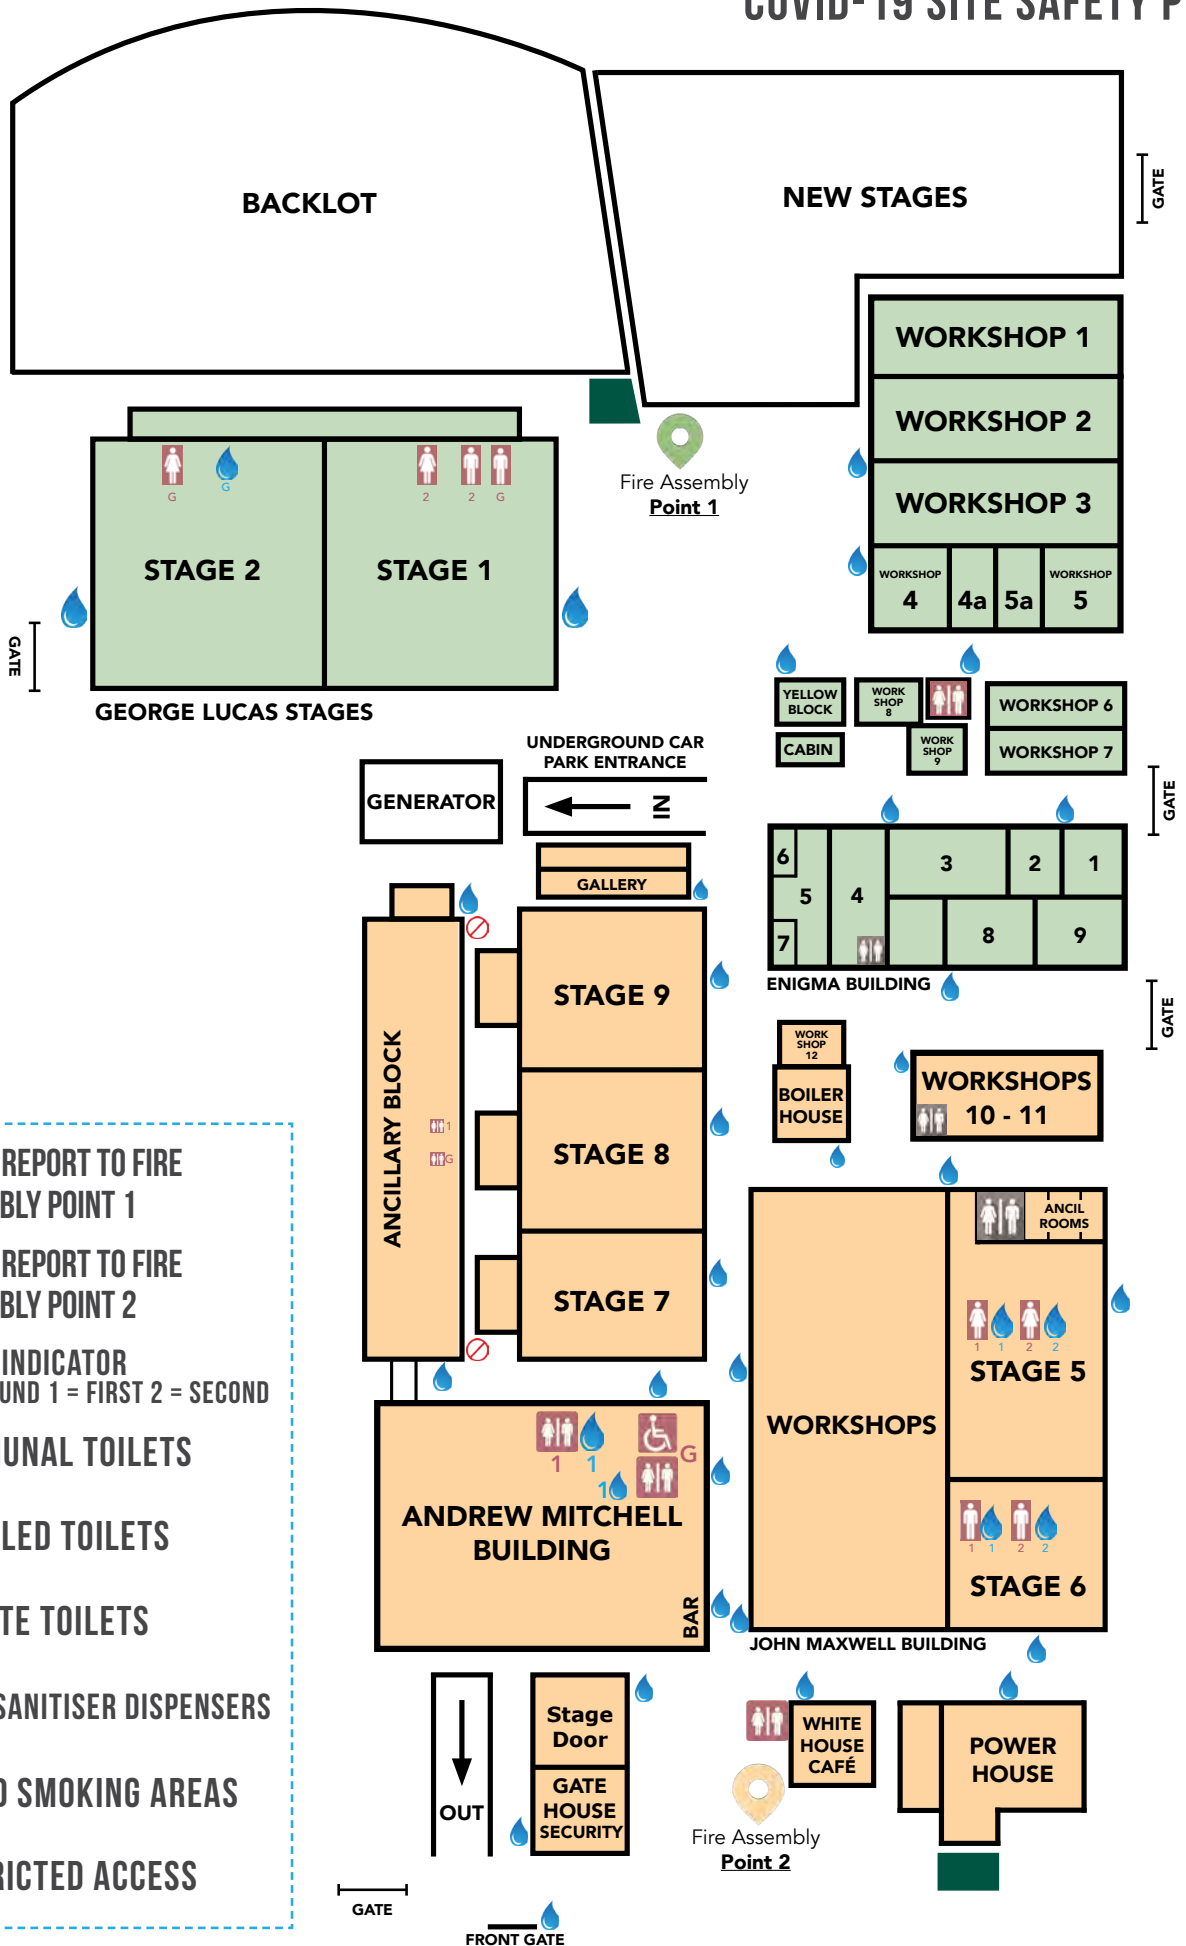 COVID-19 SITE SAFETY P
BACKLOT
NEW STAGES
GATE
WORKSHOP 1
WORKSHOP 2
WORKSHOP 3
WORKSHOP
4
4a
5a
WORKSHOP
5
Fire Assembly
Point 1
G
G
2
2
G
STAGE 2
STAGE 1
GATE
GEORGE LUCAS STAGES
YELLOW
BLOCK
WORK
SHOP
8
WORKSHOP 6
CABIN
WORK
SHOP
9
WORKSHOP 7
GATE
UNDERGROUND CAR
PARK ENTRANCE
IN
GENERATOR
GALLERY
6
5
4
3
2
1
7
8
9
ENIGMA BUILDING
GATE
STAGE 9
ANCILLARY BLOCK
1
G
STAGE 8
STAGE 7
WORK
SHOP
12
BOILER
HOUSE
WORKSHOPS
10 - 11
ANCIL
ROOMS
1
1
2
2
STAGE 5
WORKSHOPS
1
1
2
2
STAGE 6
JOHN MAXWELL BUILDING
1
1
1
G
ANDREW MITCHELL
BUILDING
BAR
REPORT TO FIRE
BLY POINT 1
REPORT TO FIRE
BLY POINT 2
INDICATOR
UND 1 = FIRST 2 = SECOND
UNAL TOILETS
LED TOILETS
TE TOILETS
SANITISER DISPENSERS
O SMOKING AREAS
RICTED ACCESS
Stage
Door
GATE
HOUSE
SECURITY
OUT
WHITE
HOUSE
CAFÉ
POWER
HOUSE
Fire Assembly
Point 2
GATE
FRONT GATE